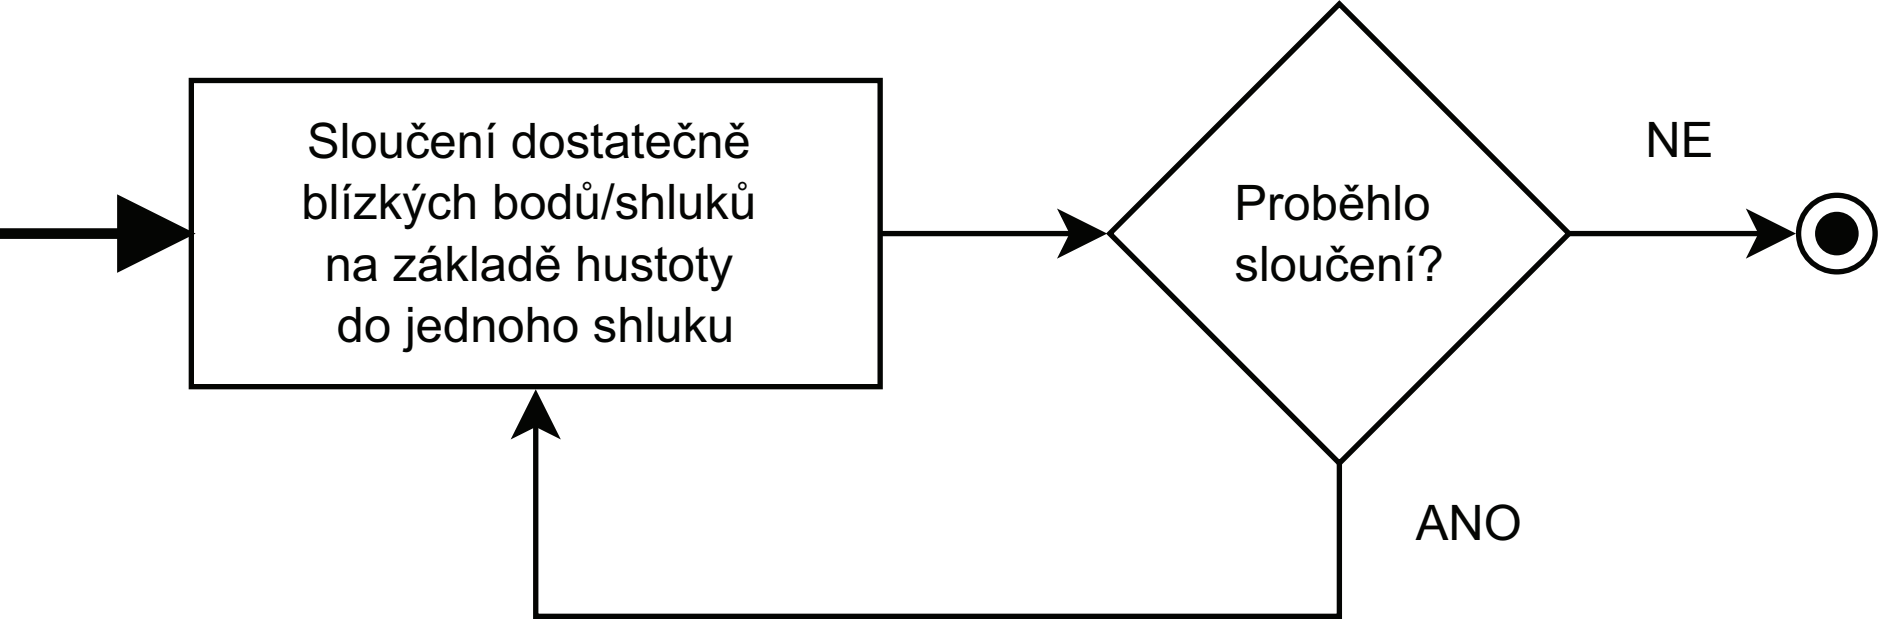 Sloučení dostatečně
blízkých bodů/shluků
na základě hustoty
do jednoho shluku
Proběhlo
sloučení?
NE
ANO